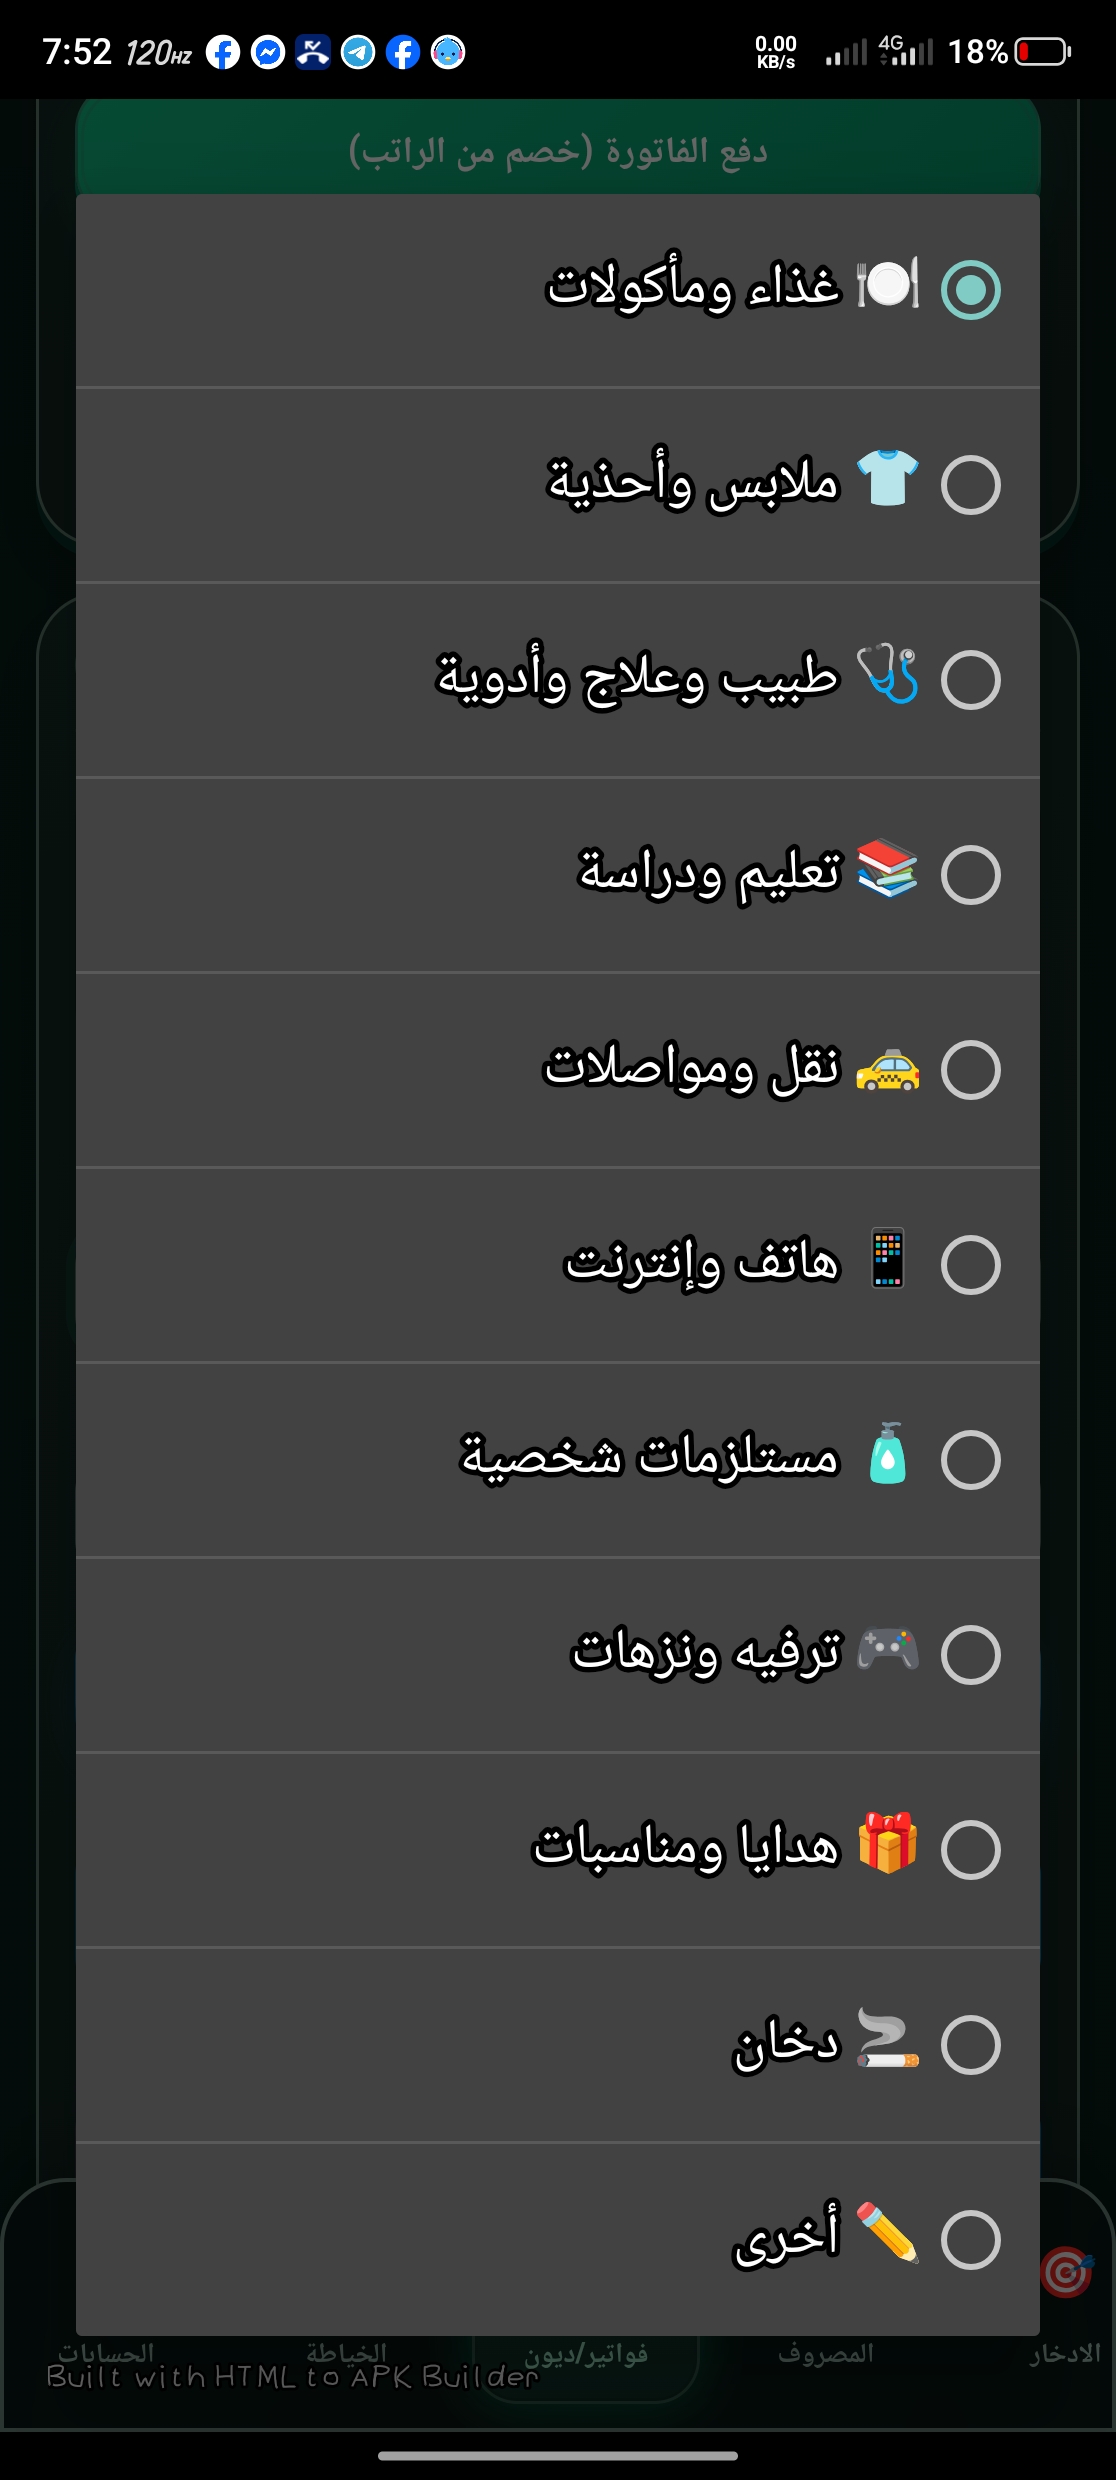 7:52 120HZ 0.00 KB/s 4G 18%
دفع الفاتورة (خصم من الراتب)
غذاء ومأكولات
ملابس وأحذية
طبيب وعلاج وأدوية
تعليم ودراسة
نقل ومواصلات
هاتف وإنترنت
مستلزمات شخصية
ترفيه ونزهات
هدايا ومناسبات
دخان
أخرى
الادخار المصروف فواتير/ديون الخياطة الحسابات
Built with HTML to APK Builder